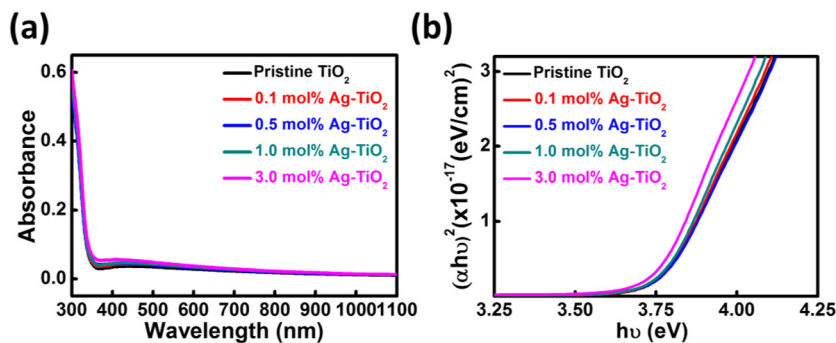 (a)
(b)
0.6
0.4
0.2
0.0
Absorbance
Pristine TiO₂
0.1 mol% Ag-TiO₂
0.5 mol% Ag-TiO₂
1.0 mol% Ag-TiO₂
3.0 mol% Ag-TiO₂
300 400 500 600 700 800 900 1000 1100
Wavelength (nm)
3
2
1
(αhυ)²(x10⁻¹⁷(eV/cm)²
Pristine TiO₂
0.1 mol% Ag-TiO₂
0.5 mol% Ag-TiO₂
1.0 mol% Ag-TiO₂
3.0 mol% Ag-TiO₂
3.25 3.50 3.75 4.00 4.25
hυ (eV)